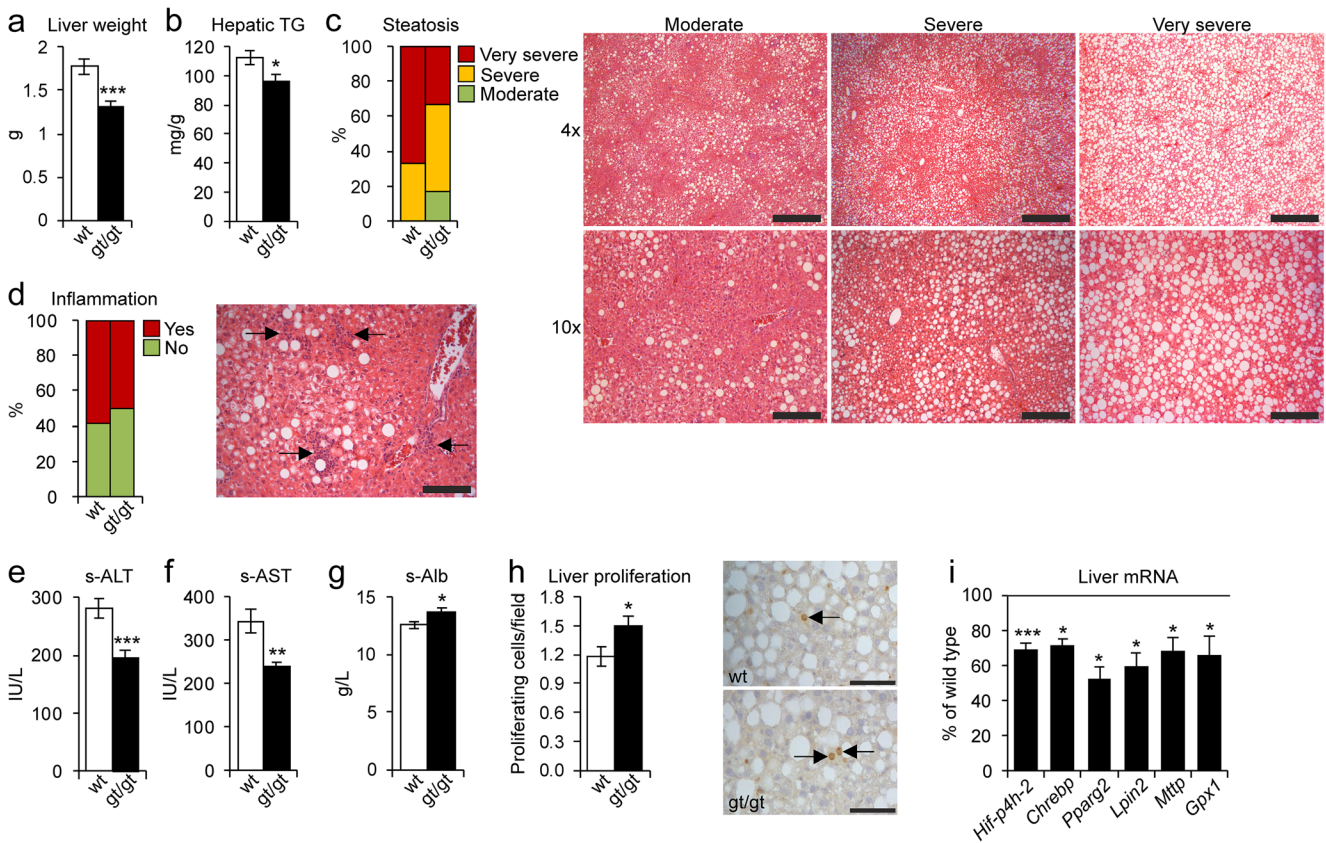 a Liver weight
2
1.5
1
0.5
0
g
***
wt
gt/gt
b Hepatic TG
120
100
80
60
40
20
0
mg/g
*
wt
gt/gt
c Steatosis
100
80
60
40
20
0
%
wt
gt/gt
Very severe
Severe
Moderate
Moderate
Severe
Very severe
4x
10x
d Inflammation
100
80
60
40
20
0
%
wt
gt/gt
Yes
No
e s-ALT
300
200
100
0
IU/L
***
wt
gt/gt
f s-AST
400
300
200
100
0
IU/L
**
wt
gt/gt
g s-Alb
15
10
5
0
g/L
*
wt
gt/gt
h Liver proliferation
1.8
1.5
1.2
0.9
0.6
0.3
0.0
Proliferating cells/field
*
wt
gt/gt
wt
gt/gt
i Liver mRNA
100
80
60
40
20
0
% of wild type
***
*
*
*
*
*
Hif-p4h-2
Chrebp
Pparg2
Lpin2
Mttp
Gpx1